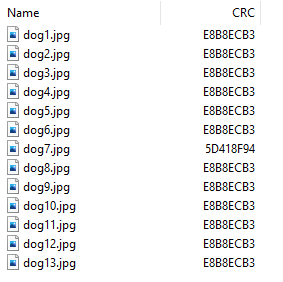 Name CRC
dog1.jpg E8B8ECB3
dog2.jpg E8B8ECB3
dog3.jpg E8B8ECB3
dog4.jpg E8B8ECB3
dog5.jpg E8B8ECB3
dog6.jpg E8B8ECB3
dog7.jpg 5D418F94
dog8.jpg E8B8ECB3
dog9.jpg E8B8ECB3
dog10.jpg E8B8ECB3
dog11.jpg E8B8ECB3
dog12.jpg E8B8ECB3
dog13.jpg E8B8ECB3